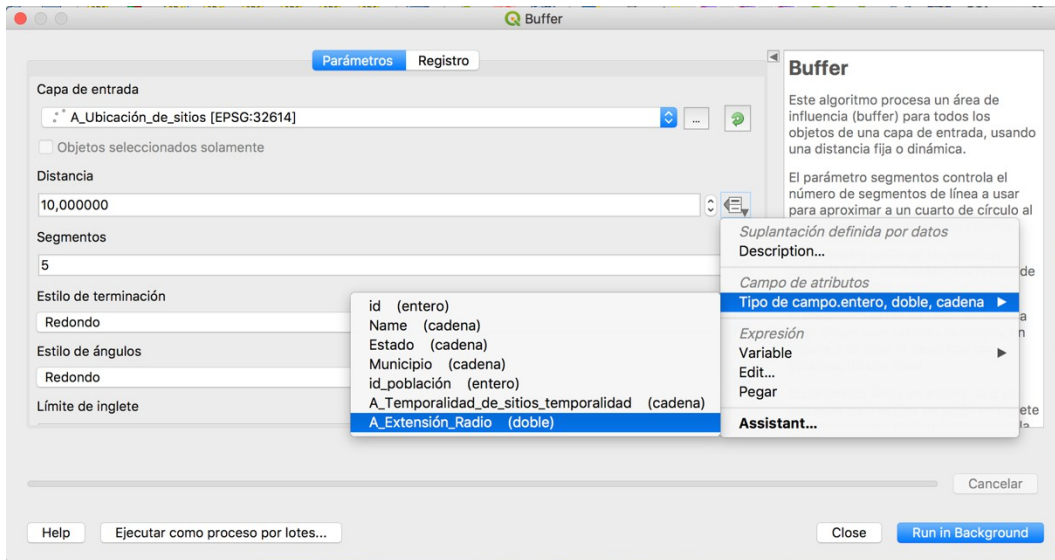 Buffer
Parámetros Registro
Capa de entrada
A_Ubicación_de_sitios [EPSG:32614]
...
Objetos seleccionados solamente
Distancia
10,000000
Segmentos
5
Estilo de terminación
Redondo
Estilo de ángulos
Redondo
Límite de inglete
id (entero)
Name (cadena)
Estado (cadena)
Municipio (cadena)
id_población (entero)
A_Temporalidad_de_sitios_temporalidad (cadena)
A_Extensión_Radio (doble)
Suplantación definida por datos
Description...
Campo de atributos
Tipo de campo.entero, doble, cadena
Expresión
Variable
Edit...
Pegar
Assistant...
Buffer
Este algoritmo procesa un área de
influencia (buffer) para todos los
objetos de una capa de entrada, usando
una distancia fija o dinámica.
El parámetro segmentos controla el
número de segmentos de línea a usar
para aproximar a un cuarto de círculo al
de
Cancelar
Help Ejecutar como proceso por lotes... Close Run in Background